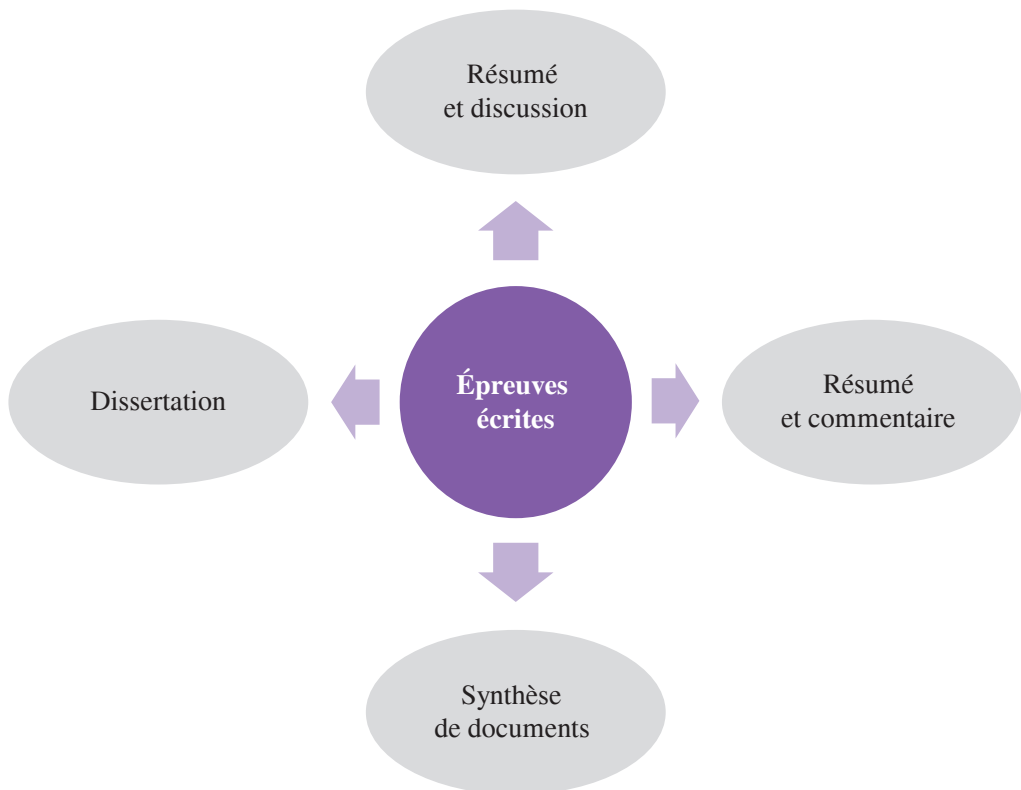 Résumé
et discussion
Dissertation
Épreuves
écrites
Résumé
et commentaire
Synthèse
de documents